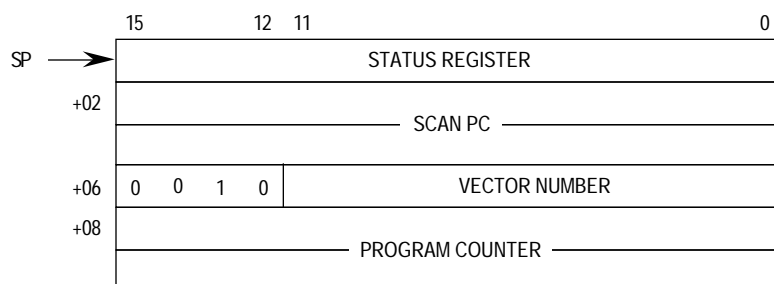 15 12 11 0
SP STATUS REGISTER
+02
SCAN PC
+06 0 0 1 0 VECTOR NUMBER
+08
PROGRAM COUNTER